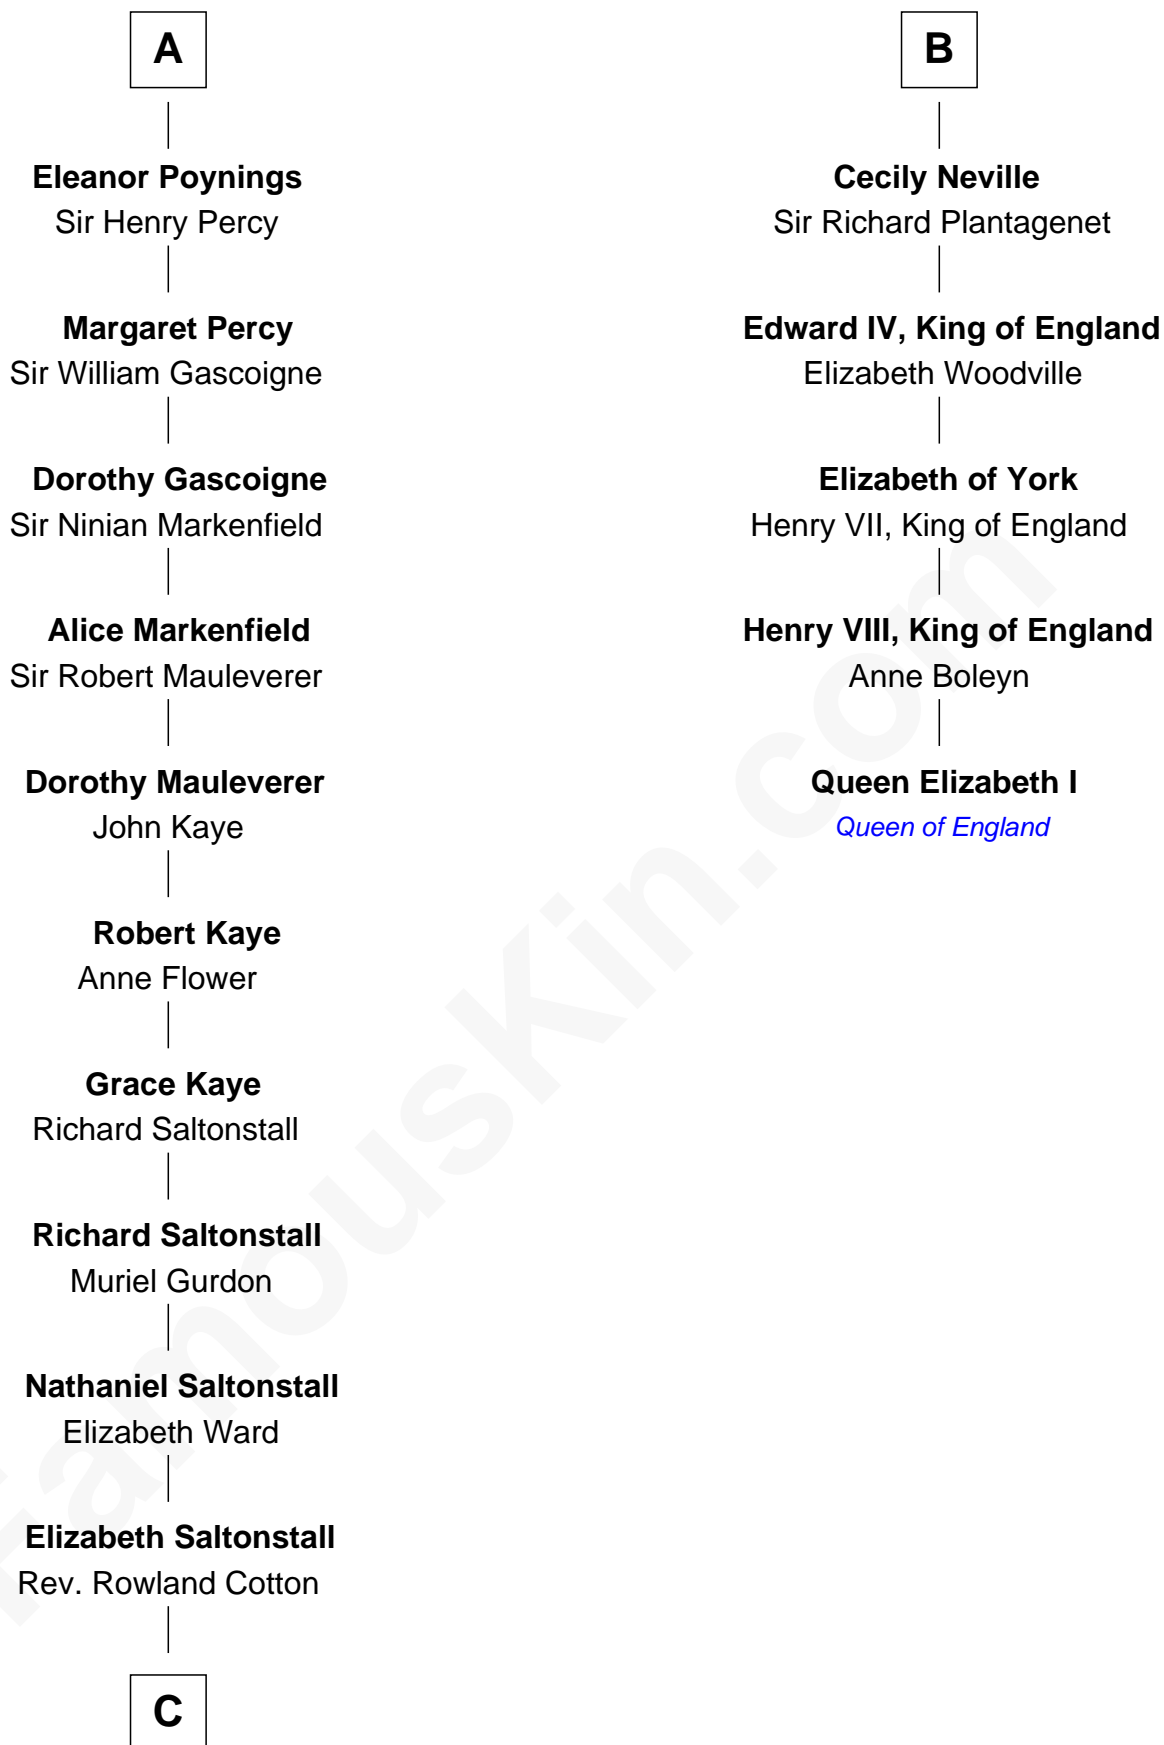 A
Eleanor Poynings
Sir Henry Percy
Margaret Percy
Sir William Gascoigne
Dorothy Gascoigne
Sir Ninian Markenfield
Alice Markenfield
Sir Robert Mauleverer
Dorothy Mauleverer
John Kaye
Robert Kaye
Anne Flower
Grace Kaye
Richard Saltonstall
Richard Saltonstall
Muriel Gurdon
Nathaniel Saltonstall
Elizabeth Ward
Elizabeth Saltonstall
Rev. Rowland Cotton
C
B
Cecily Neville
Sir Richard Plantagenet
Edward IV, King of England
Elizabeth Woodville
Elizabeth of York
Henry VII, King of England
Henry VIII, King of England
Anne Boleyn
Queen Elizabeth I
Queen of England
FamousKin.com